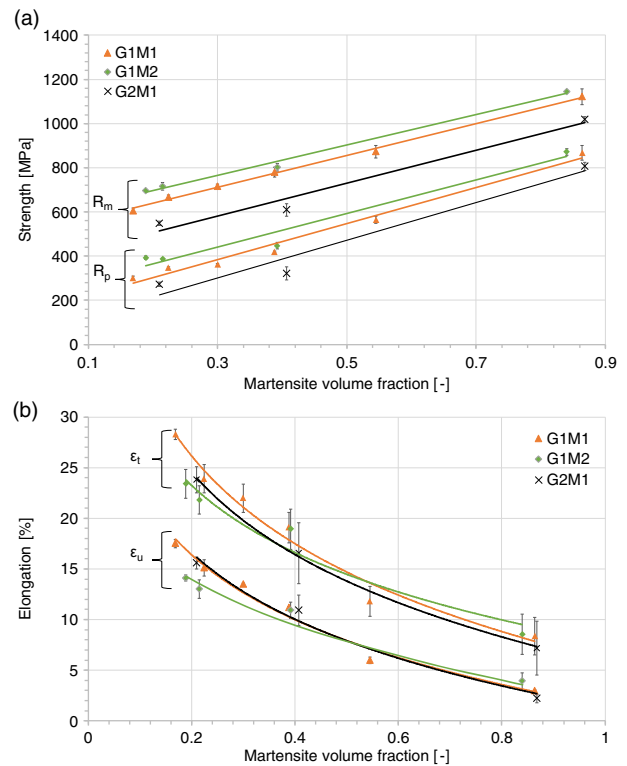 (a)
G1M1
G1M2
G2M1
1400
1200
1000
800
600
400
200
0
Strength [MPa]
Rm
Rp
0.1
0.3
0.5
0.7
0.9
Martensite volume fraction [-]
(b)
G1M1
G1M2
G2M1
30
25
20
15
10
5
0
Elongation [%]
εt
εu
0
0.2
0.4
0.6
0.8
1
Martensite volume fraction [-]